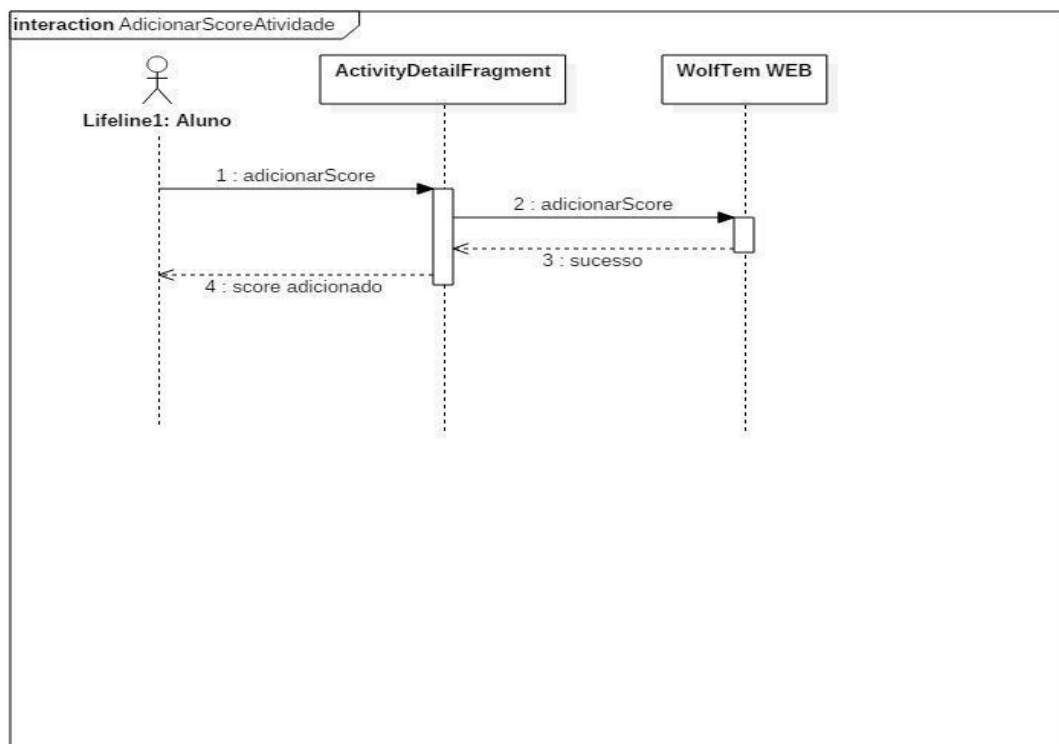 interaction AdicionarScoreAtividade
ActivityDetailFragment
WolfTem WEB
Lifeline1: Aluno
1 : adicionarScore
2 : adicionarScore
3 : sucesso
4 : score adicionado